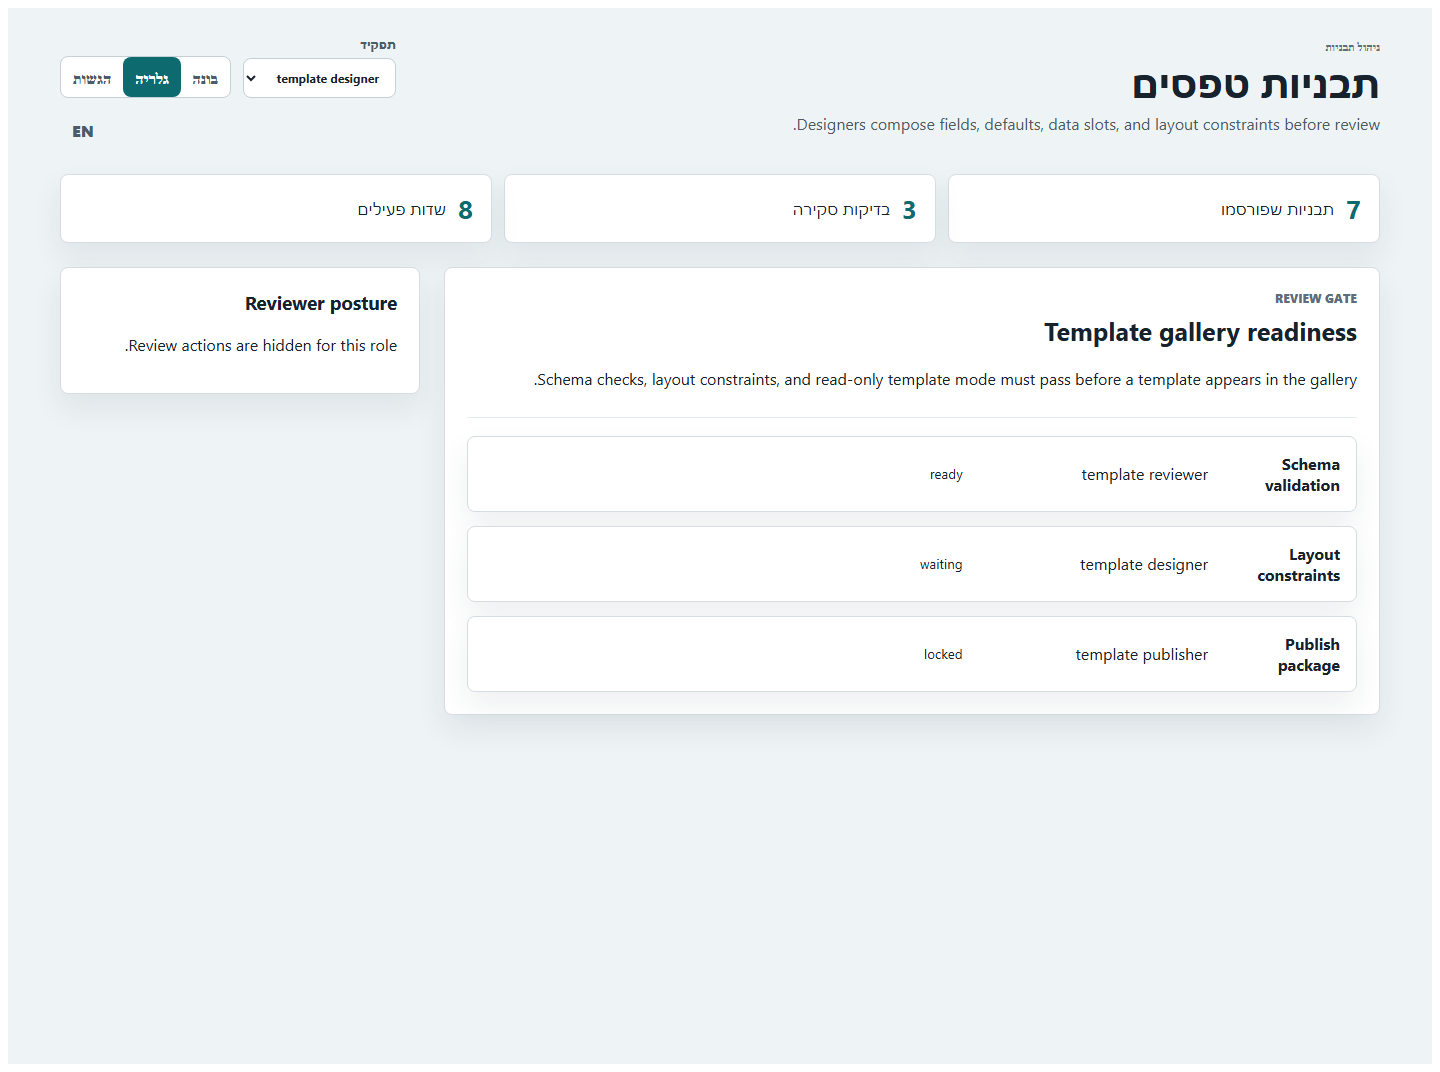 ניהול תבניות
תבניות טפסים
.Designers compose fields, defaults, data slots, and layout constraints before review
תפקיד
template designer
בונה
גלריה
הגשות
EN
7 תבניות שפורסמו
3 בדיקות סקירה
8 שדות פעילים
REVIEW GATE
Template gallery readiness
.Schema checks, layout constraints, and read-only template mode must pass before a template appears in the gallery
Schema
validation
template reviewer
ready
Layout
constraints
template designer
waiting
Publish
package
template publisher
locked
Reviewer posture
.Review actions are hidden for this role